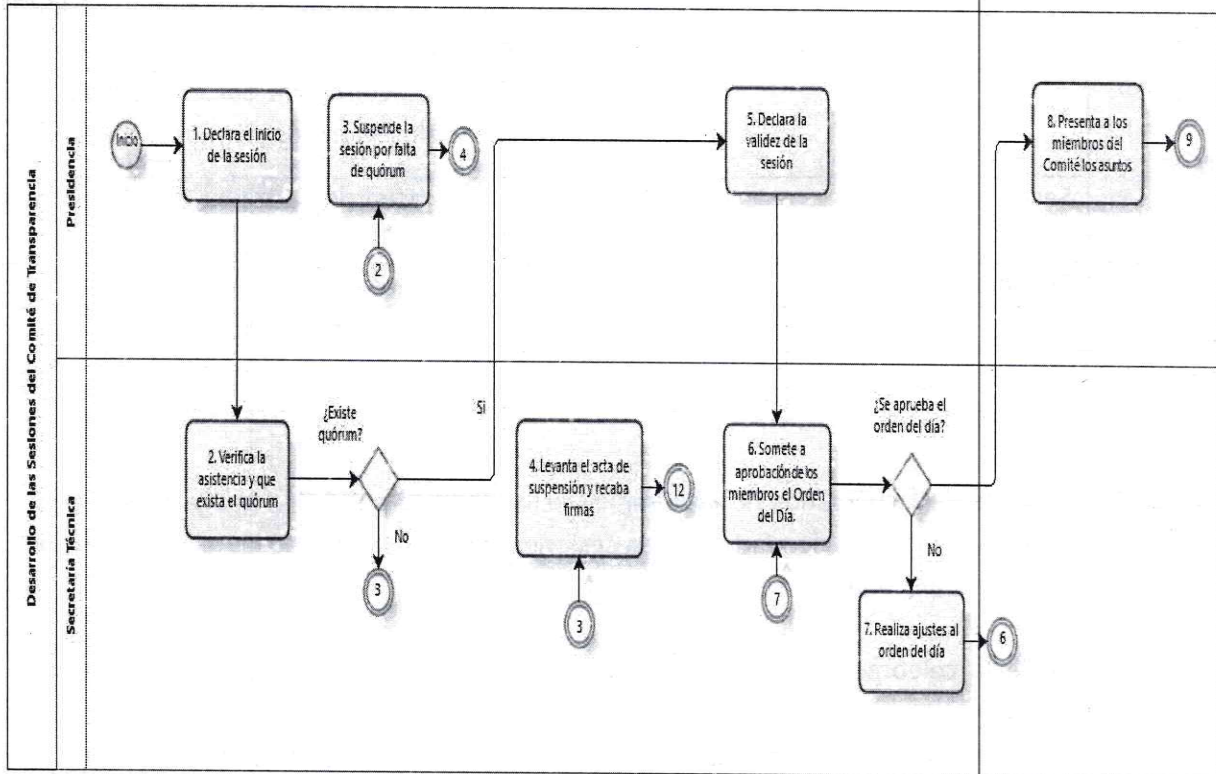 Desarrollo de las Sesiones del Comité de Transparencia
Presidencia
Inicio
1. Declara el inicio
de la sesión
3. Suspende la
sesión por falta
de quórum
4
2
5. Declara la
validez de la
sesión
8. Presenta a los
miembros del
Comité los asuntos
9
Secretaría Técnica
2. Verifica la
asistencia y que
exista el quórum
¿Existe
quórum?
Si
No
3
4. Levanta el acta de
suspensión y recaba
firmas
12
3
6. Somete a
aprobación de los
miembros el Orden
del Día.
7
¿Se aprueba el
orden del día?
No
7. Realiza ajustes al
orden del día
6